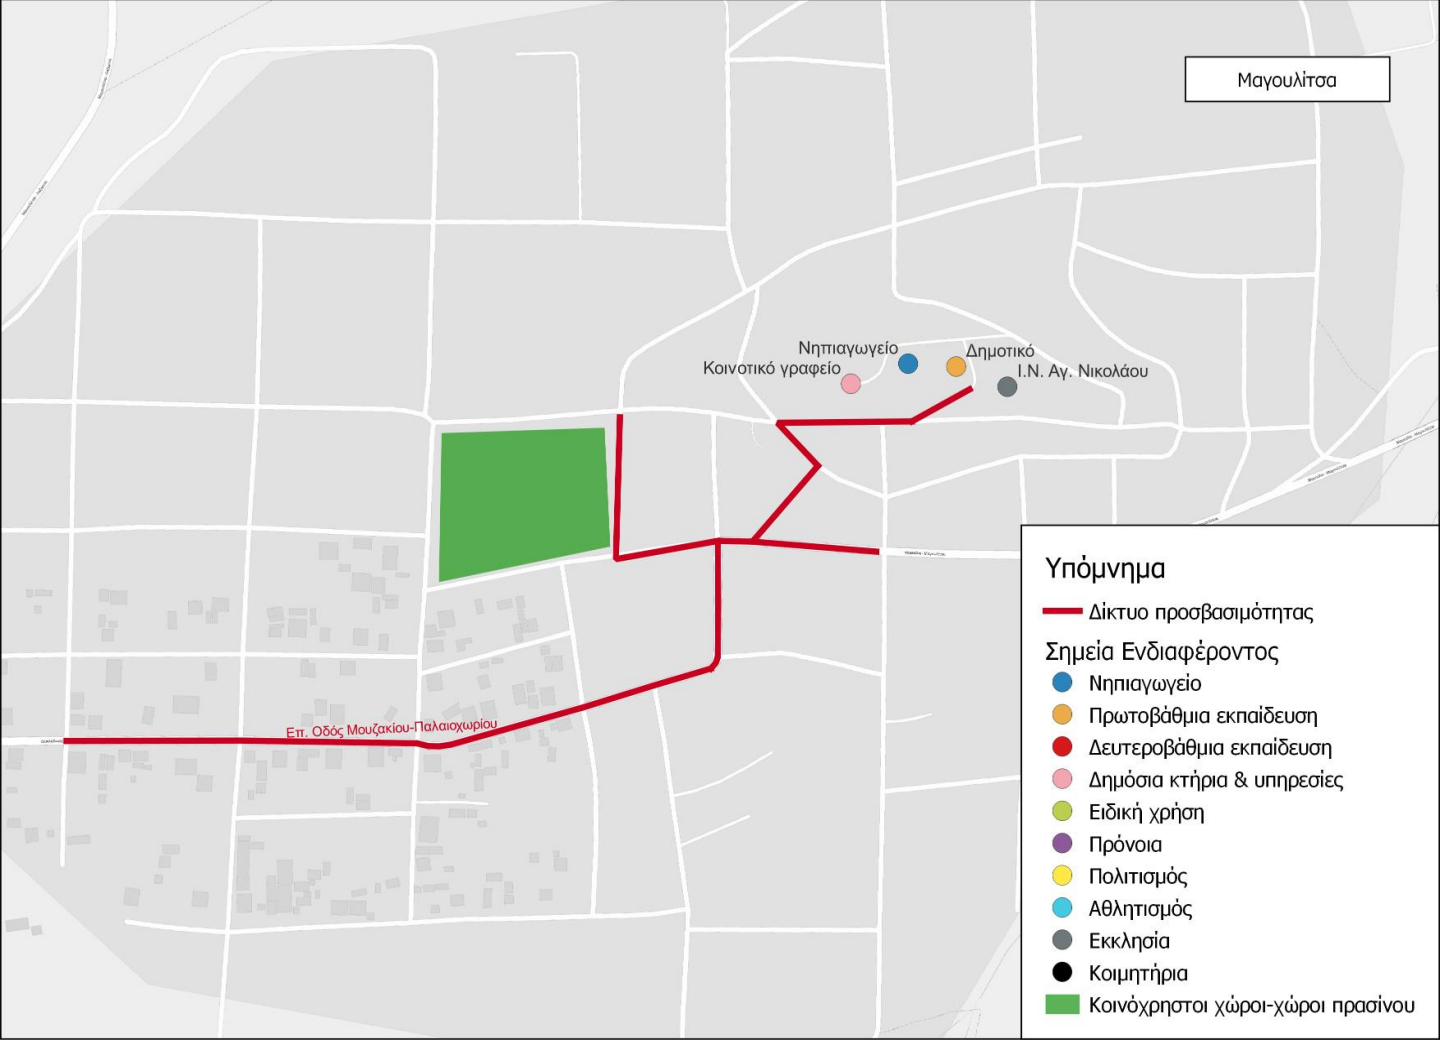 Μαγουλίτσα
Νηπιαγωγείο
Δημοτικό
Κοινοτικό γραφείο
Ι.Ν. Αγ. Νικολάου
Επ. Οδός Μουζακίου-Παλαιοχωρίου
Υπόμνημα
Δίκτυο προσβασιμότητας
Σημεία Ενδιαφέροντος
Νηπιαγωγείο
Πρωτοβάθμια εκπαίδευση
Δευτεροβάθμια εκπαίδευση
Δημόσια κτήρια & υπηρεσίες
Ειδική χρήση
Πρόνοια
Πολιτισμός
Αθλητισμός
Εκκλησία
Κοιμητήρια
Κοινόχρηστοι χώροι-χώροι πρασίνου